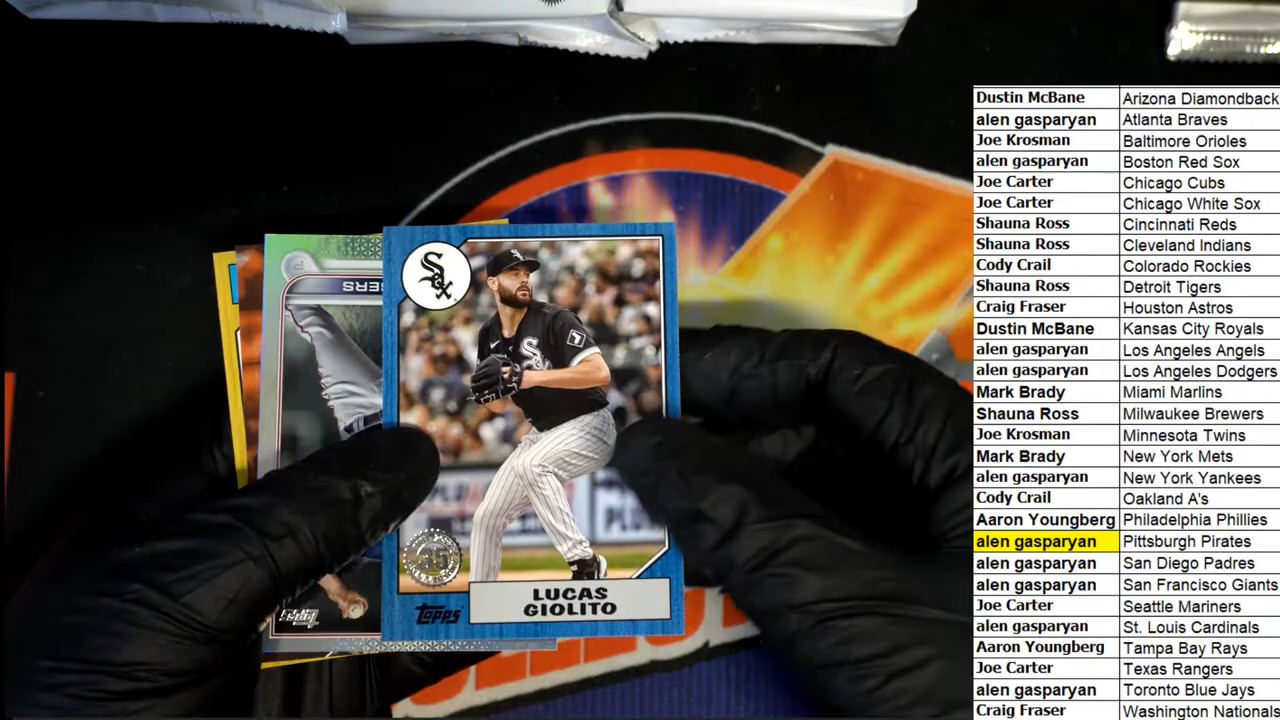 SERS
Sox
Sox
35
Topps
LUCAS
GIOLITO
Topps
Dustin McBane Arizona Diamondback
alen gasparyan Atlanta Braves
Joe Krosman Baltimore Orioles
alen gasparyan Boston Red Sox
Joe Carter Chicago Cubs
Joe Carter Chicago White Sox
Shauna Ross Cincinnati Reds
Shauna Ross Cleveland Indians
Cody Crail Colorado Rockies
Shauna Ross Detroit Tigers
Craig Fraser Houston Astros
Dustin McBane Kansas City Royals
alen gasparyan Los Angeles Angels
alen gasparyan Los Angeles Dodgers
Mark Brady Miami Marlins
Shauna Ross Milwaukee Brewers
Joe Krosman Minnesota Twins
Mark Brady New York Mets
alen gasparyan New York Yankees
Cody Crail Oakland A's
Aaron Youngberg Philadelphia Phillies
alen gasparyan Pittsburgh Pirates
alen gasparyan San Diego Padres
alen gasparyan San Francisco Giants
Joe Carter Seattle Mariners
alen gasparyan St. Louis Cardinals
Aaron Youngberg Tampa Bay Rays
Joe Carter Texas Rangers
alen gasparyan Toronto Blue Jays
Craig Fraser Washington Nationals